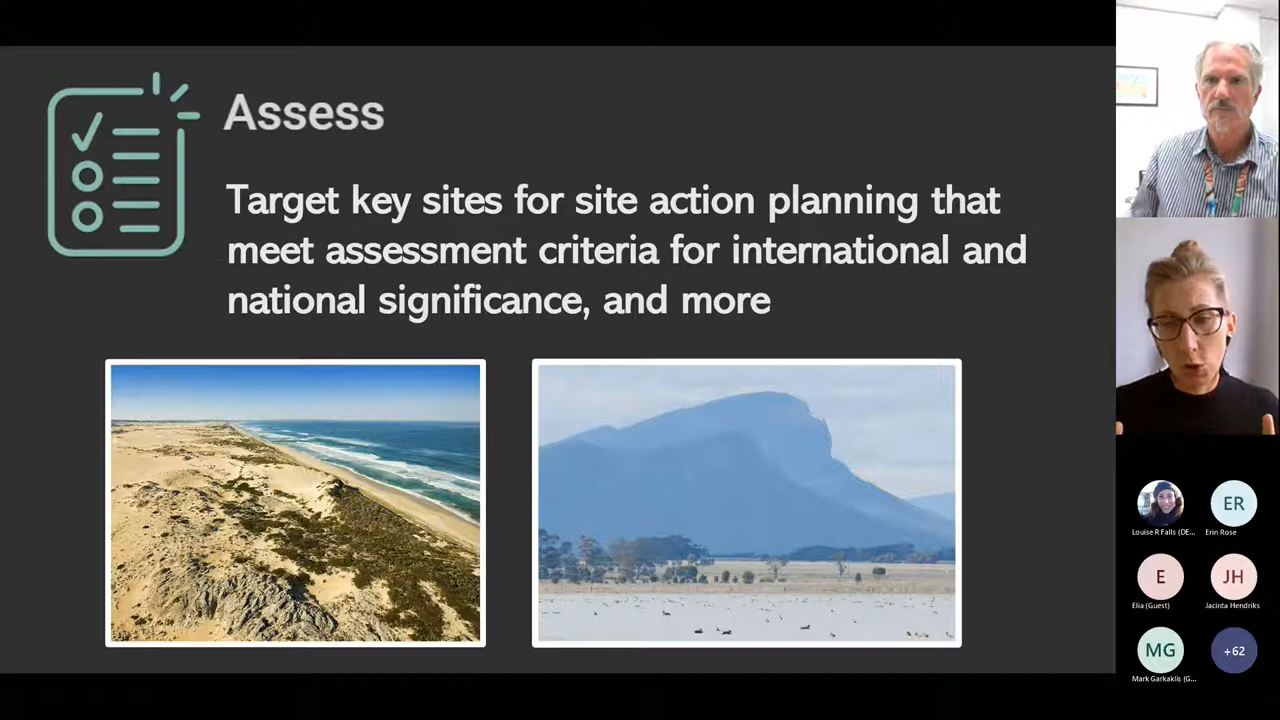 Assess
Target key sites for site action planning that
meet assessment criteria for international and
national significance, and more
Louise R Falls (DE...
ER
Erin Rose
E
Elia (Guest)
JH
Jacinta Hendriks
MG
Mark Garkaklis (G...
+62